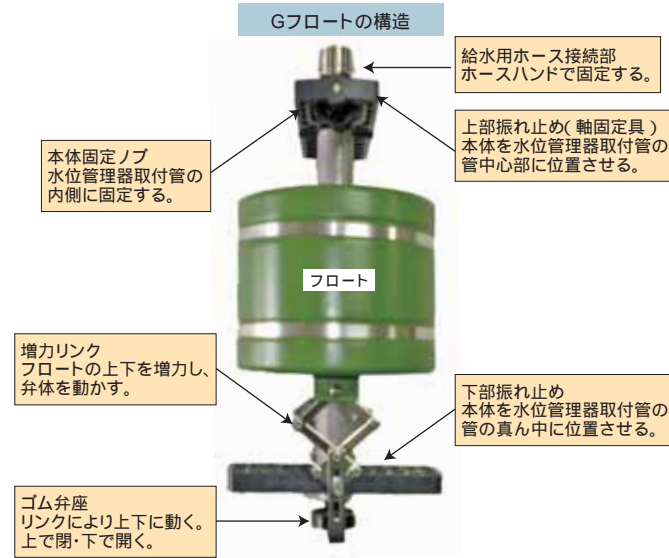 Gフロートの構造
給水用ホース接続部
ホースハンドで固定する。
上部振れ止め(軸固定具)
本体を水位管理器取付管の
管中心部に位置させる。
本体固定ノブ
水位管理器取付管の
内側に固定する。
フロート
増力リンク
フロートの上下を増力し、
弁体を動かす。
下部振れ止め
本体を水位管理器取付管の
管の真ん中に位置させる。
ゴム弁座
リンクにより上下に動く。
上で閉・下で開く。